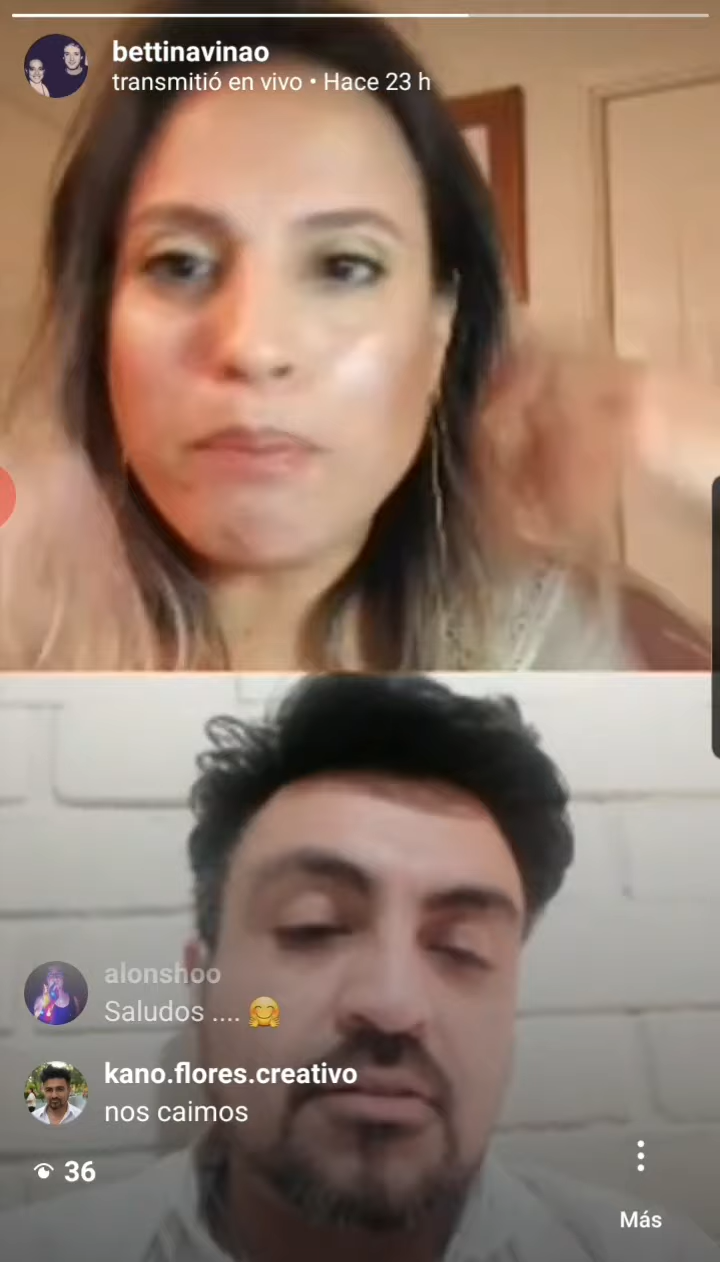 bettinavinao
transmitió en vivo • Hace 23 h
alonshoo
Saludos .... 🤗
kano.flores.creativo
nos caimos
36
Más